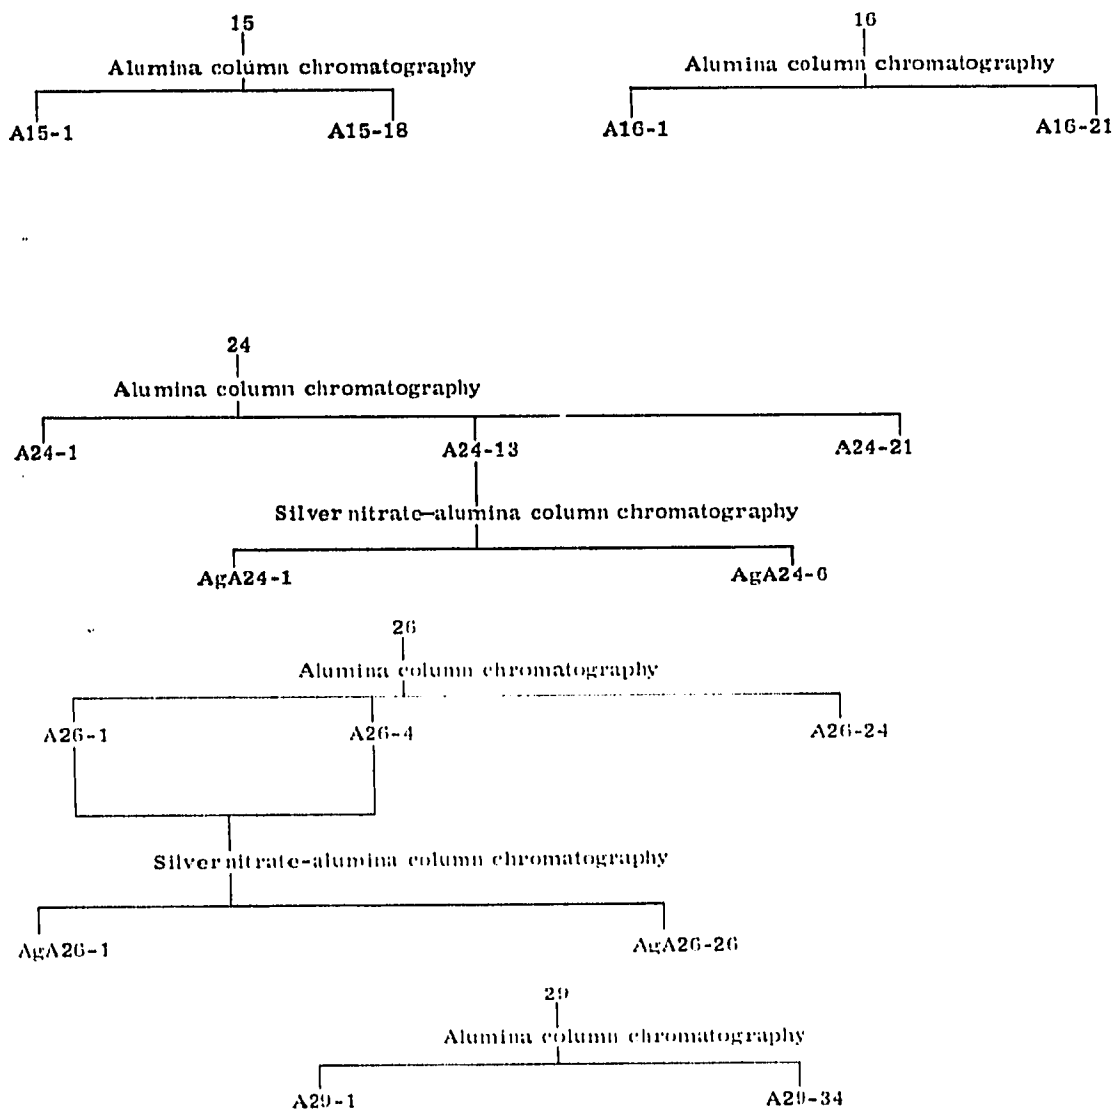 15
Alumina column chromatography
A15-1 A15-18
16
Alumina column chromatography
A16-1 A16-21
24
Alumina column chromatography
A24-1 A24-13 A24-21
Silver nitrate-alumina column chromatography
AgA24-1 AgA24-6
26
Alumina column chromatography
A26-1 A26-4 A26-24
Silver nitrate-alumina column chromatography
AgA26-1 AgA26-26
29
Alumina column chromatography
A29-1 A29-34